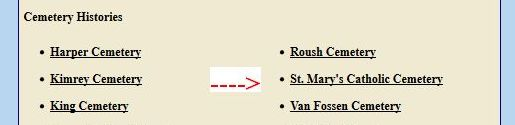 Cemetery Histories
Harper Cemetery
Kimrey Cemetery
King Cemetery
Roush Cemetery
St. Mary's Catholic Cemetery
Van Fossen Cemetery